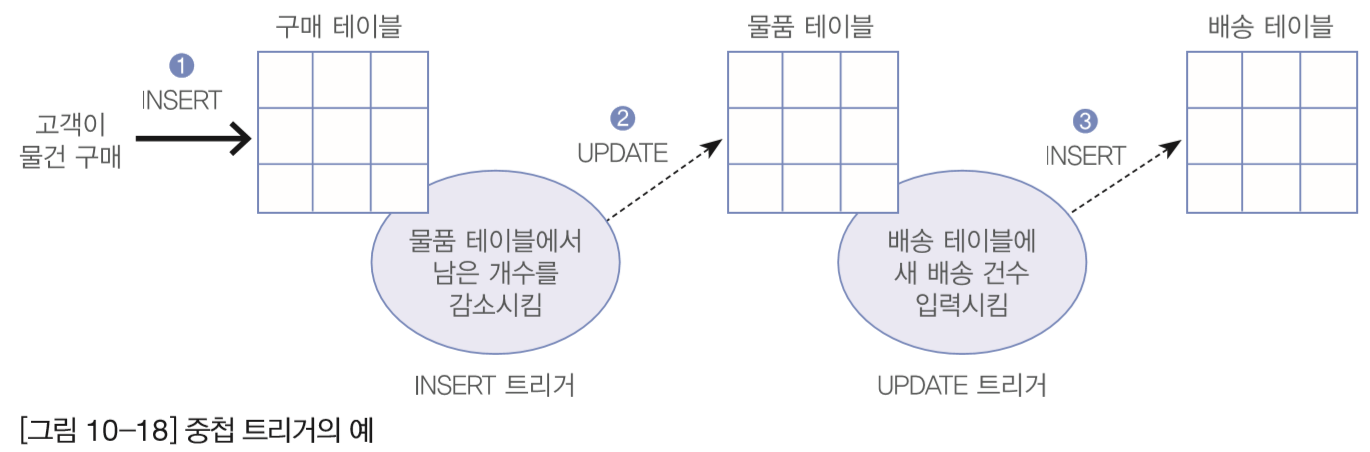 구매 테이블
물품 테이블
배송 테이블
1
INSERT
고객이
물건 구매
2
UPDATE
3
INSERT
물품 테이블에서
남은 개수를
감소시킴
배송 테이블에
새 배송 건수
입력시킴
INSERT 트리거
UPDATE 트리거
[그림 10-18] 중첩 트리거의 예